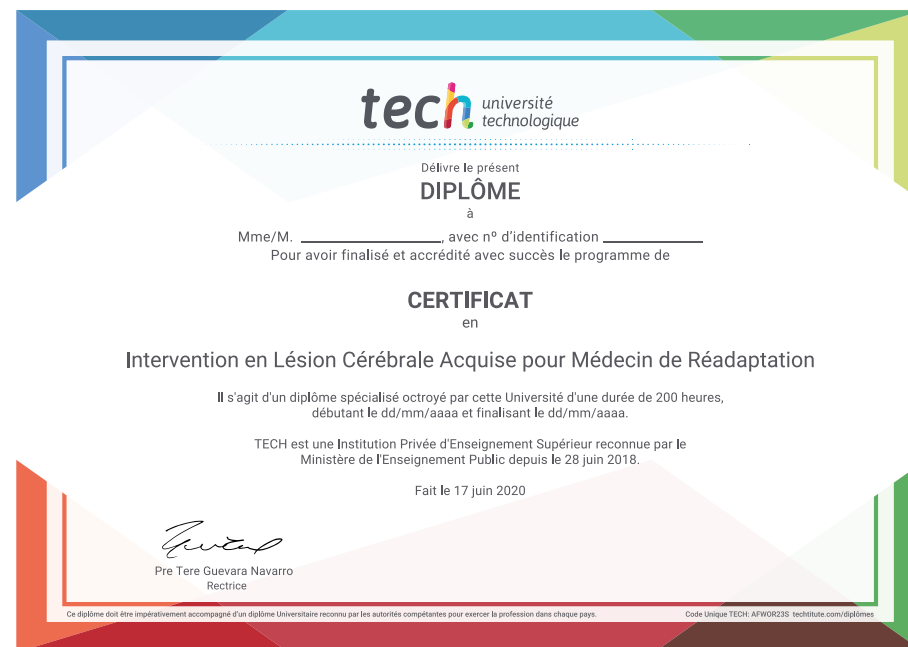 tech université
technologique
Délivre le présent
DIPLÔME
à
Mme/M. ____________________, avec nº d'identification ______________
Pour avoir finalisé et accrédité avec succès le programme de
CERTIFICAT
en
Intervention en Lésion Cérébrale Acquise pour Médecin de Réadaptation
Il s'agit d'un diplôme spécialisé octroyé par cette Université d'une durée de 200 heures,
débutant le dd/mm/aaaa et finalisant le dd/mm/aaaa.
TECH est une Institution Privée d'Enseignement Supérieur reconnue par le
Ministère de l'Enseignement Public depuis le 28 juin 2018.
Fait le 17 juin 2020
Pre Tere Guevara Navarro
Rectrice
Ce diplôme doit être impérativement accompagné d'un diplôme Universitaire reconnu par les autorités compétantes pour exercer la profession dans chaque pays.
Code Unique TECH: AFWOR23S techtitute.com/diplômes